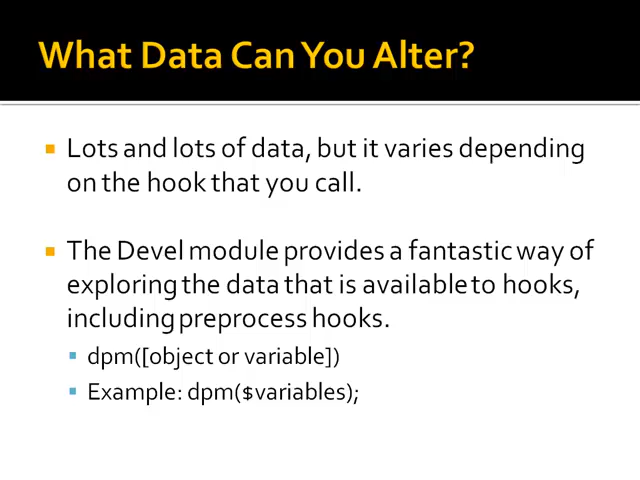 What Data Can You Alter?
Lots and lots of data, but it varies depending
on the hook that you call.
The Devel module provides a fantastic way of
exploring the data that is available to hooks,
including preprocess hooks.
dpm([object or variable])
Example: dpm($variables);